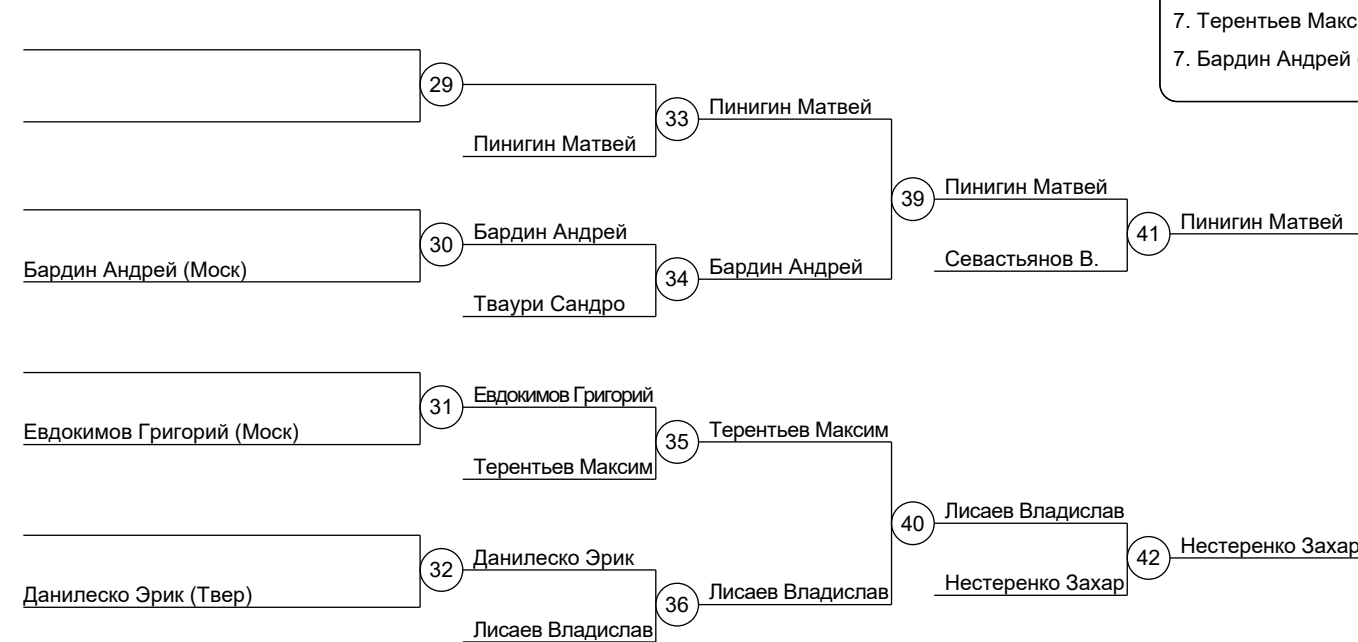 7. Терентьев Макс
7. Бардин Андрей
29
33
Пинигин Матвей
Пинигин Матвей
39
Пинигин Матвей
Севастьянов В.
41
Пинигин Матвей
30
Бардин Андрей
Бардин Андрей (Моск)
34
Бардин Андрей
Тваури Сандро
31
Евдокимов Григорий
Евдокимов Григорий (Моск)
35
Терентьев Максим
Терентьев Максим
40
Лисаев Владислав
Нестеренко Захар
42
Нестеренко Захар
32
Данилеско Эрик
Данилеско Эрик (Твер)
36
Лисаев Владислав
Лисаев Владислав